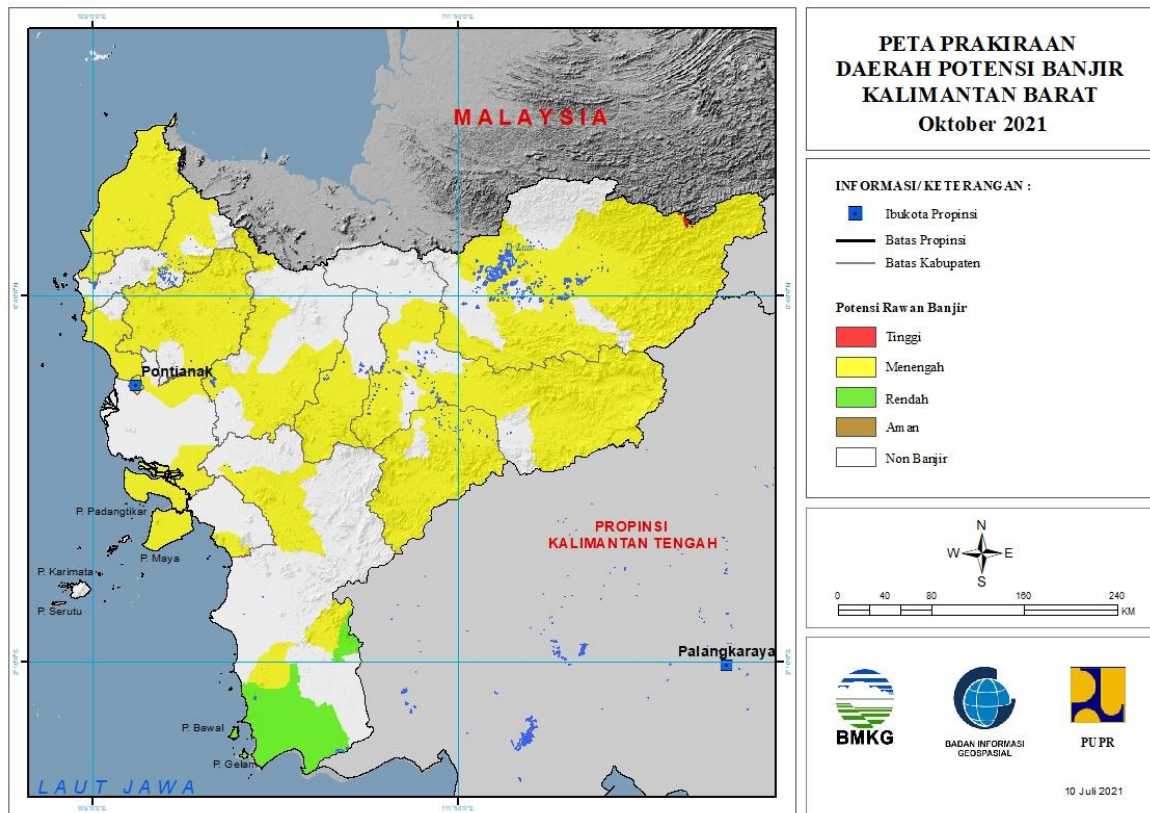 PETA PRAKIRAAN
DAERAH POTENSI BANJIR
KALIMANTAN BARAT
Oktober 2021
INFORMASI/KETERANGAN :
Ibukota Propinsi
Batas Propinsi
Batas Kabupaten
Potensi Rawan Banjir
Tinggi
Menengah
Rendah
Aman
Non Banjir
N
W E
S
0 40 80 160 240
KM
BMKG
BADAN INFORMASI
GEOSPASIAL
PUPR
10 Juli 2021
MALAYSIA
D. Luar
Pontianak
P. Padangtikar
P. Maya
P. Karimata
P. Serutu
PROPINSI
KALIMANTAN TENGAH
Palangkaraya
P. Bawal
P. Gelam
LAUT JAWA